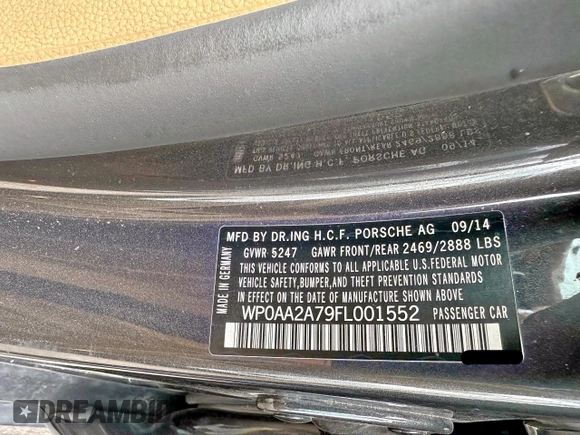 MFD BY DR.ING H.C.F. PORSCHE AG 09/14
GVWR 5247 GAWR FRONT/REAR 2469/2888 LBS
THIS VEHICLE CONFORMS TO ALL APPLICABLE U.S.FEDERAL MOTOR
VEHICLE SAFETY,BUMPER,AND THEFT PREVENTION STANDARDS IN
EFFECT ON THE DATE OF MANUFACTURE SHOWN ABOVE.
WP0AA2A79FL001552 PASSENGER CAR
MADE IN GERMANY
DREAMBID